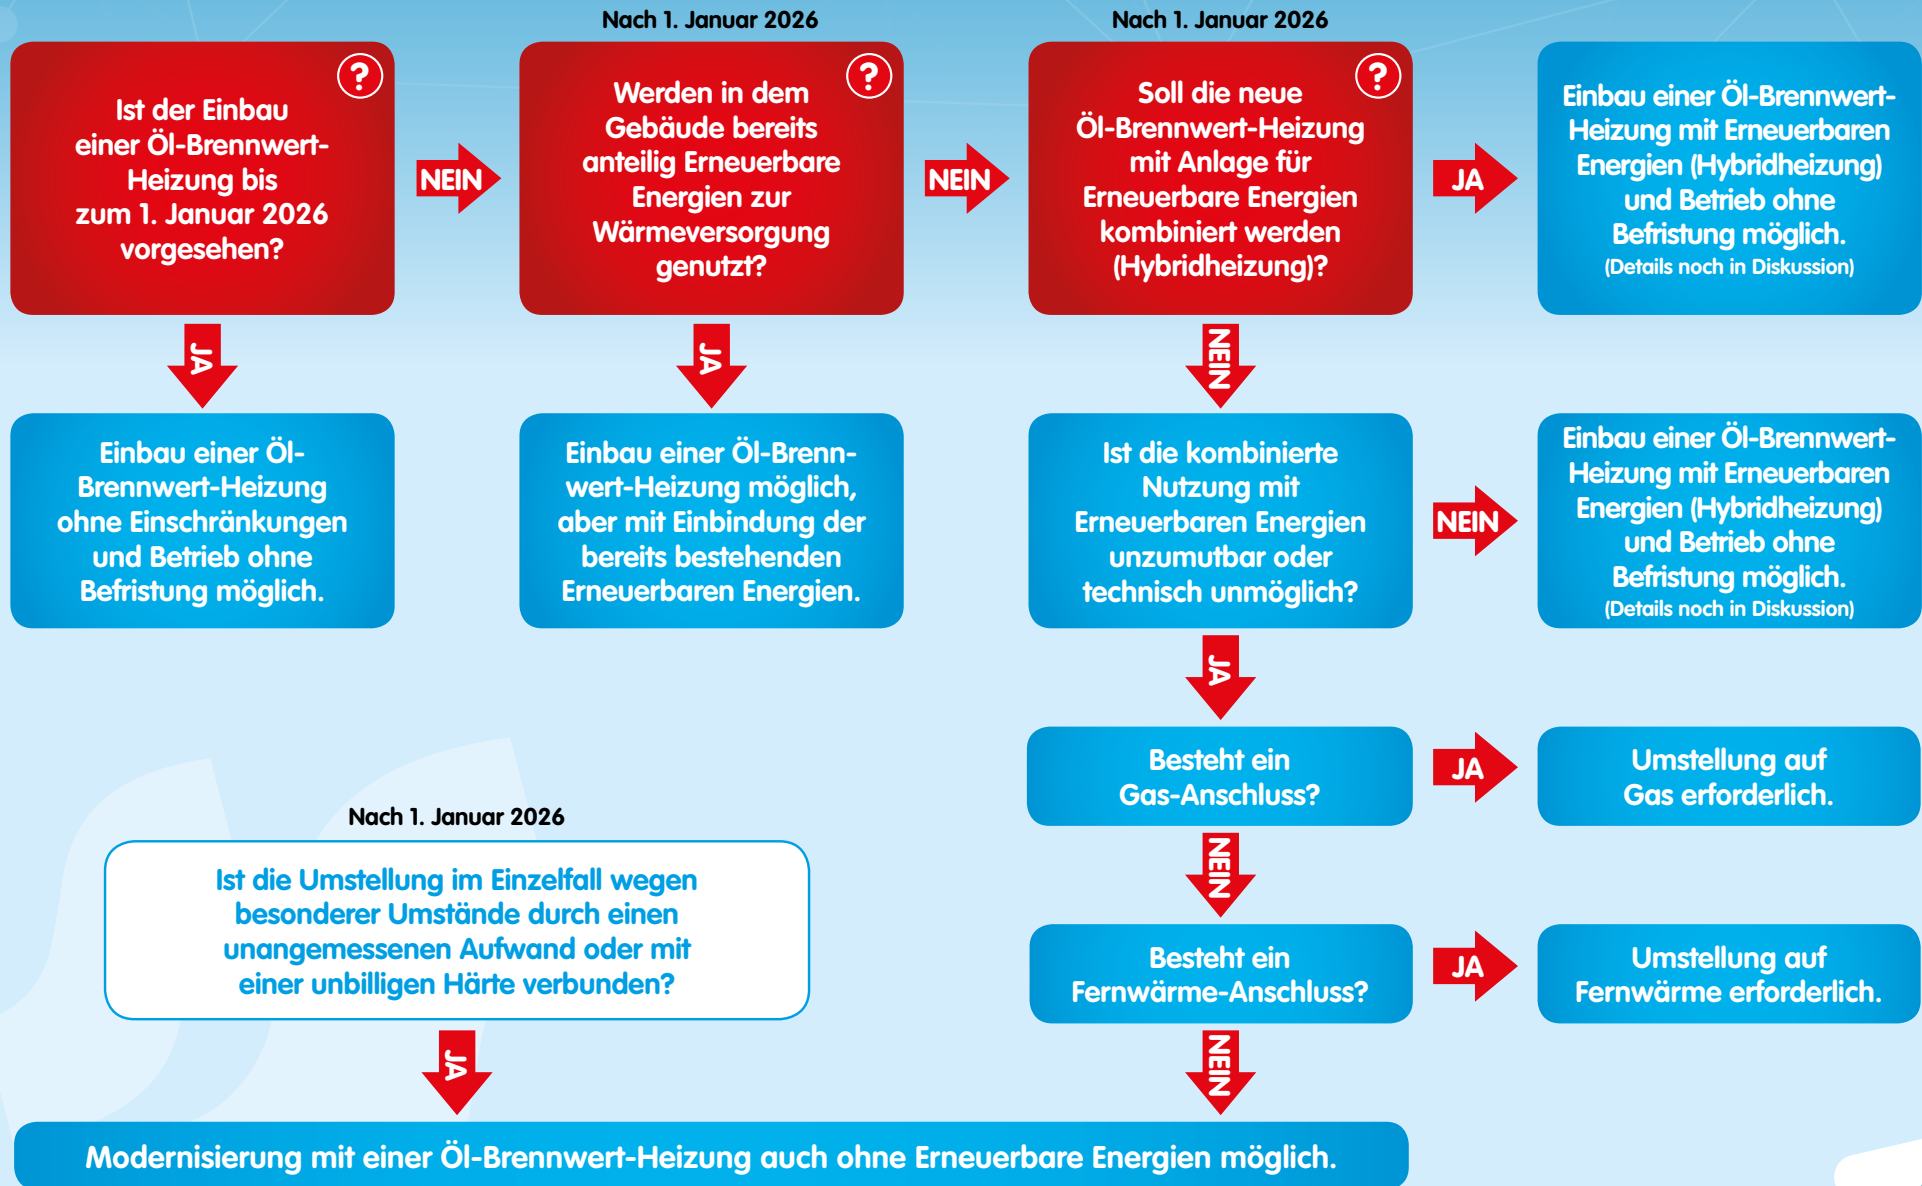 Nach 1. Januar 2026
Nach 1. Januar 2026
?
Ist der Einbau
einer Öl-Brennwert-
Heizung bis
zum 1. Januar 2026
vorgesehen?
NEIN
?
Werden in dem
Gebäude bereits
anteilig Erneuerbare
Energien zur
Wärmeversorgung
genutzt?
NEIN
?
Soll die neue
Öl-Brennwert-Heizung
mit Anlage für
Erneuerbare Energien
kombiniert werden
(Hybridheizung)?
JA
Einbau einer Öl-Brennwert-
Heizung mit Erneuerbaren
Energien (Hybridheizung)
und Betrieb ohne
Befristung möglich.
(Details noch in Diskussion)
JA
JA
NEIN
Einbau einer Öl-
Brennwert-Heizung
ohne Einschränkungen
und Betrieb ohne
Befristung möglich.
Einbau einer Öl-Brenn-
wert-Heizung möglich,
aber mit Einbindung der
bereits bestehenden
Erneuerbaren Energien.
Ist die kombinierte
Nutzung mit
Erneuerbaren Energien
unzumutbar oder
technisch unmöglich?
NEIN
Einbau einer Öl-Brennwert-
Heizung mit Erneuerbaren
Energien (Hybridheizung)
und Betrieb ohne
Befristung möglich.
(Details noch in Diskussion)
JA
Besteht ein
Gas-Anschluss?
JA
Umstellung auf
Gas erforderlich.
NEIN
Nach 1. Januar 2026
Ist die Umstellung im Einzelfall wegen
besonderer Umstände durch einen
unangemessenen Aufwand oder mit
einer unbilligen Härte verbunden?
Besteht ein
Fernwärme-Anschluss?
JA
Umstellung auf
Fernwärme erforderlich.
JA
NEIN
Modernisierung mit einer Öl-Brennwert-Heizung auch ohne Erneuerbare Energien möglich.